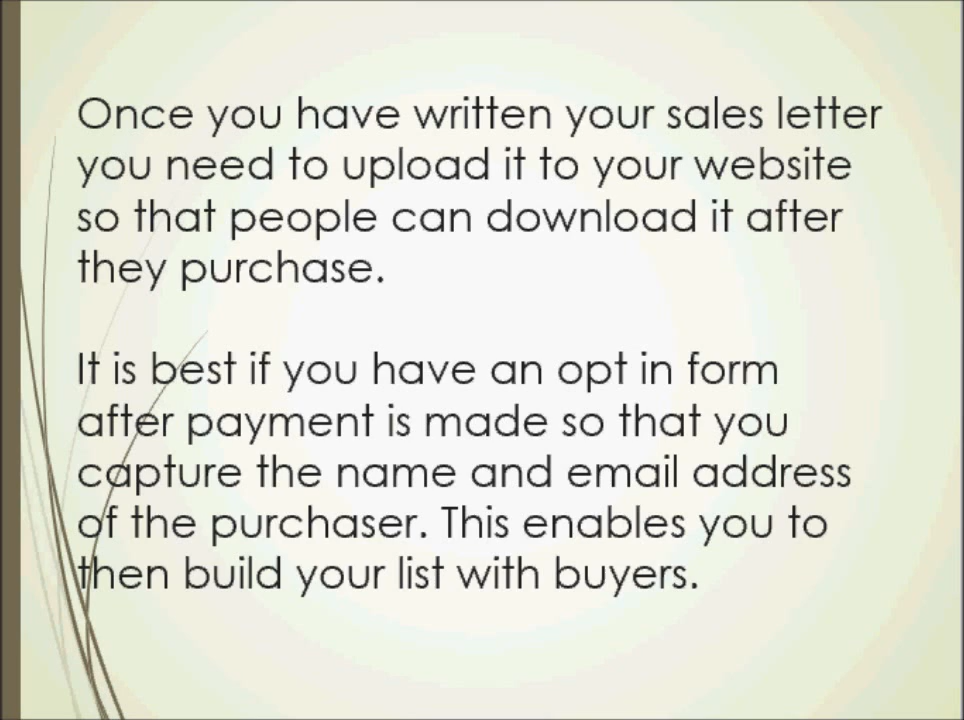 Once you have written your sales letter
you need to upload it to your website
so that people can download it after
they purchase.
It is best if you have an opt in form
after payment is made so that you
capture the name and email address
of the purchaser. This enables you to
then build your list with buyers.